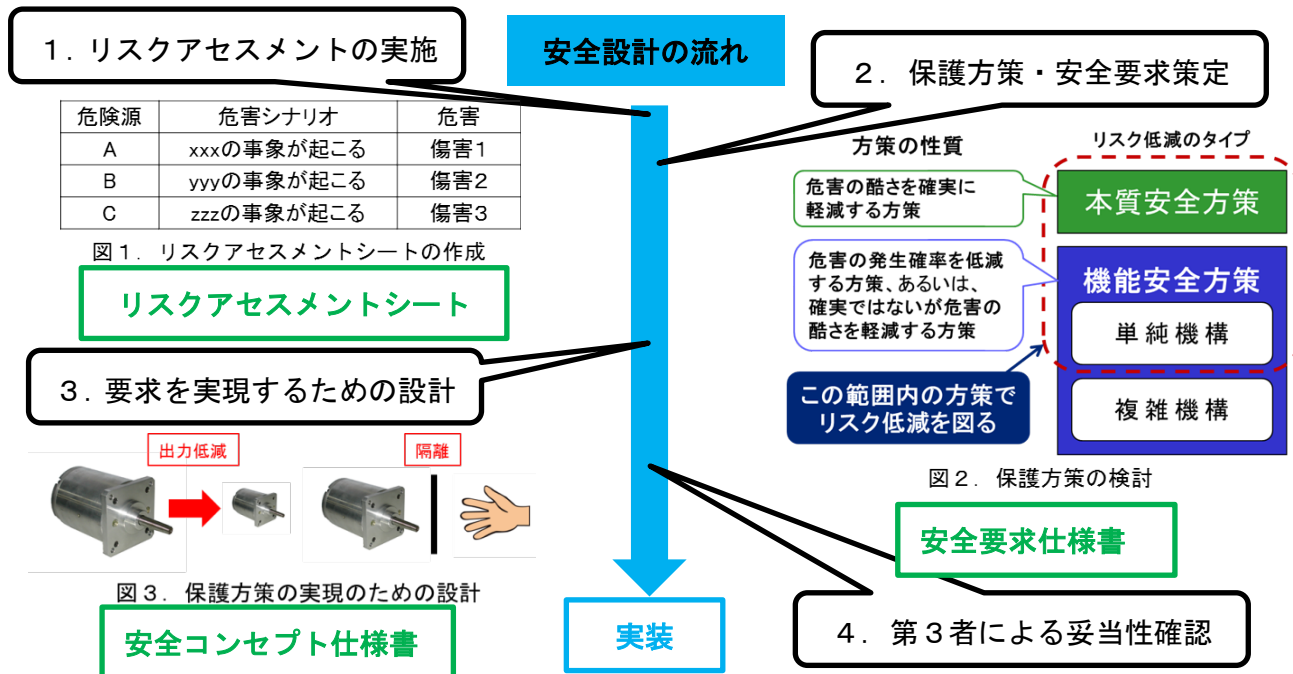 安全設計の流れ
１．リスクアセスメントの実施
危険源 危害シナリオ 危害
A xxxの事象が起こる 傷害1
B yyyの事象が起こる 傷害2
C zzzの事象が起こる 傷害3
図１．リスクアセスメントシートの作成
リスクアセスメントシート
２．保護方策・安全要求策定
方策の性質
リスク低減のタイプ
危害の酷さを確実に
軽減する方策
本質安全方策
危害の発生確率を低減
する方策、あるいは、
確実ではないが危害の
酷さを軽減する方策
機能安全方策
単純機構
複雑機構
この範囲内の方策で
リスク低減を図る
図２．保護方策の検討
安全要求仕様書
３．要求を実現するための設計
出力低減
隔離
図３．保護方策の実現のための設計
安全コンセプト仕様書
４．第３者による妥当性確認
実装